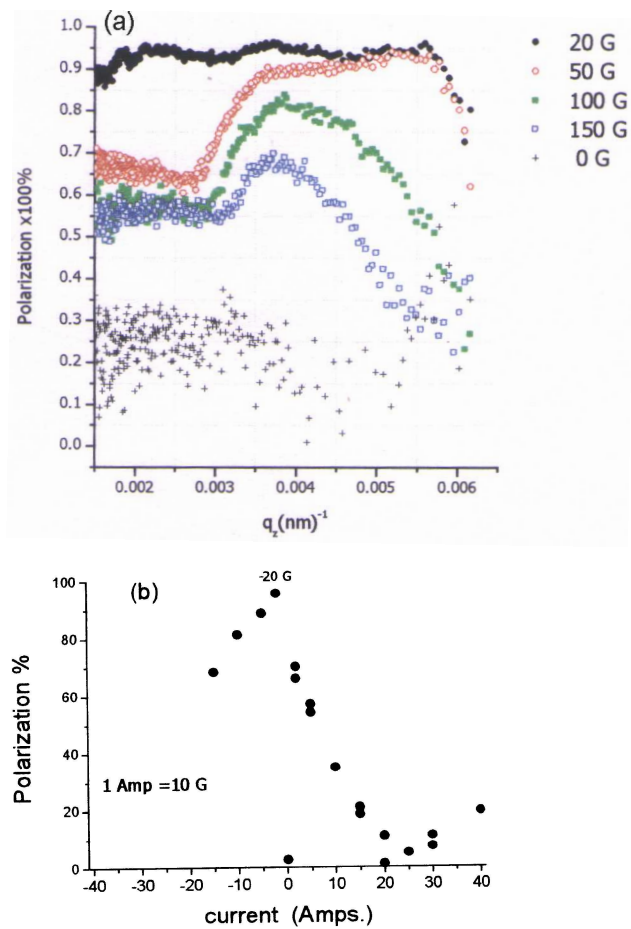 (a)
1.0
0.9
0.8
0.7
0.6
0.5
0.4
0.3
0.2
0.1
0.0
Polarization x100%
0.002 0.003 0.004 0.005 0.006
q_z(nm)^-1
20 G
50 G
100 G
150 G
0 G
(b)
-20 G
100
80
60
40
20
0
Polarization %
1 Amp =10 G
-40 -30 -20 -10 0 10 20 30 40
current (Amps.)